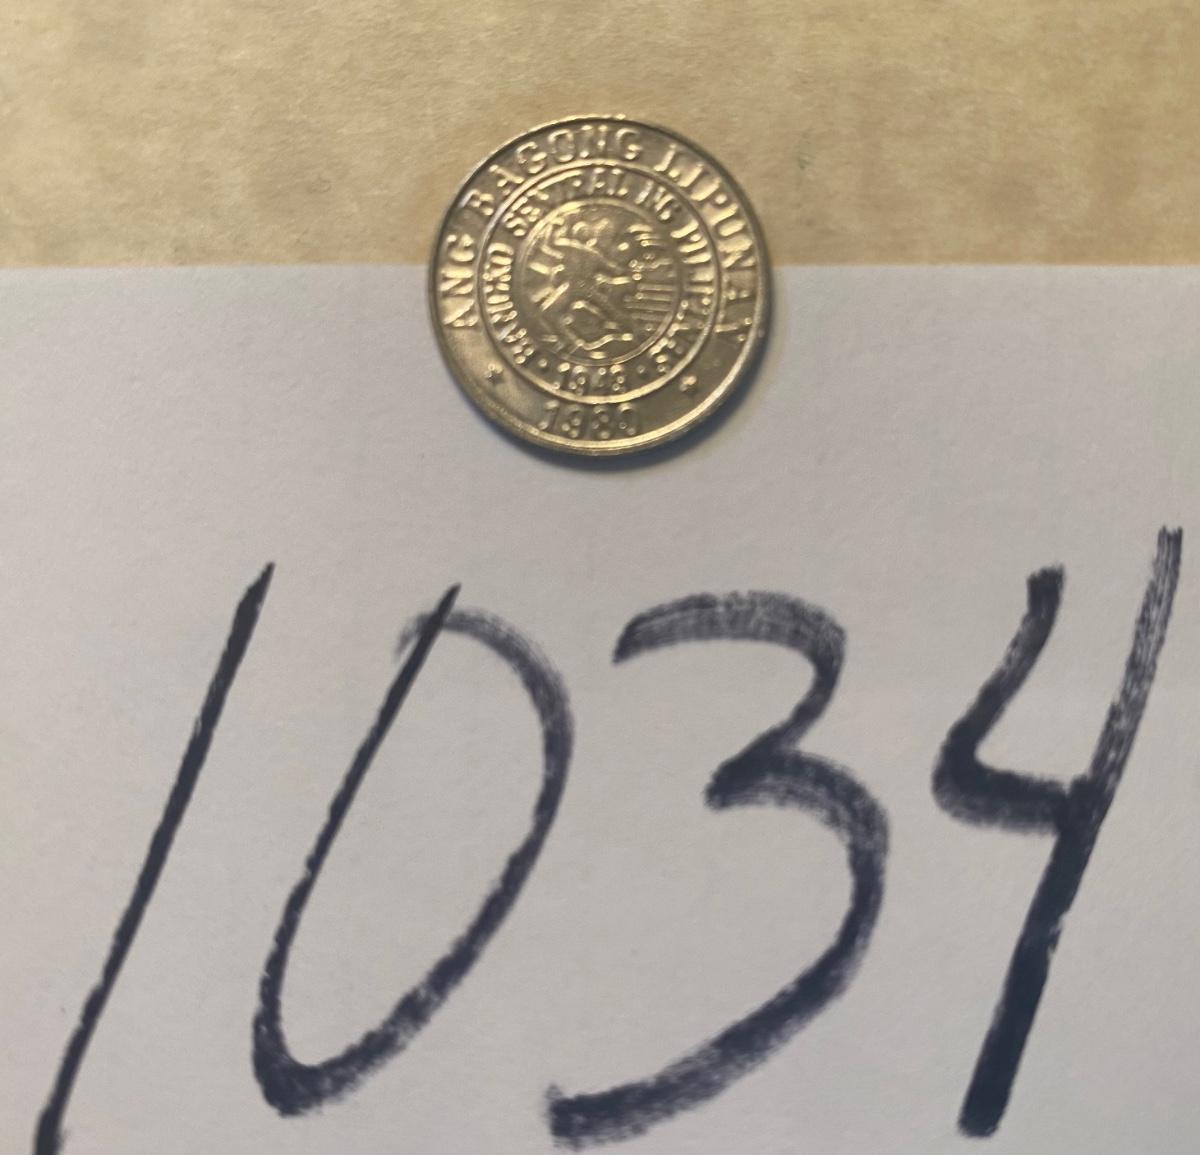 ANG BAGONG LIPUNAN
BANGKO SENTRAL NG PILIPINAS
1949
1980
1034